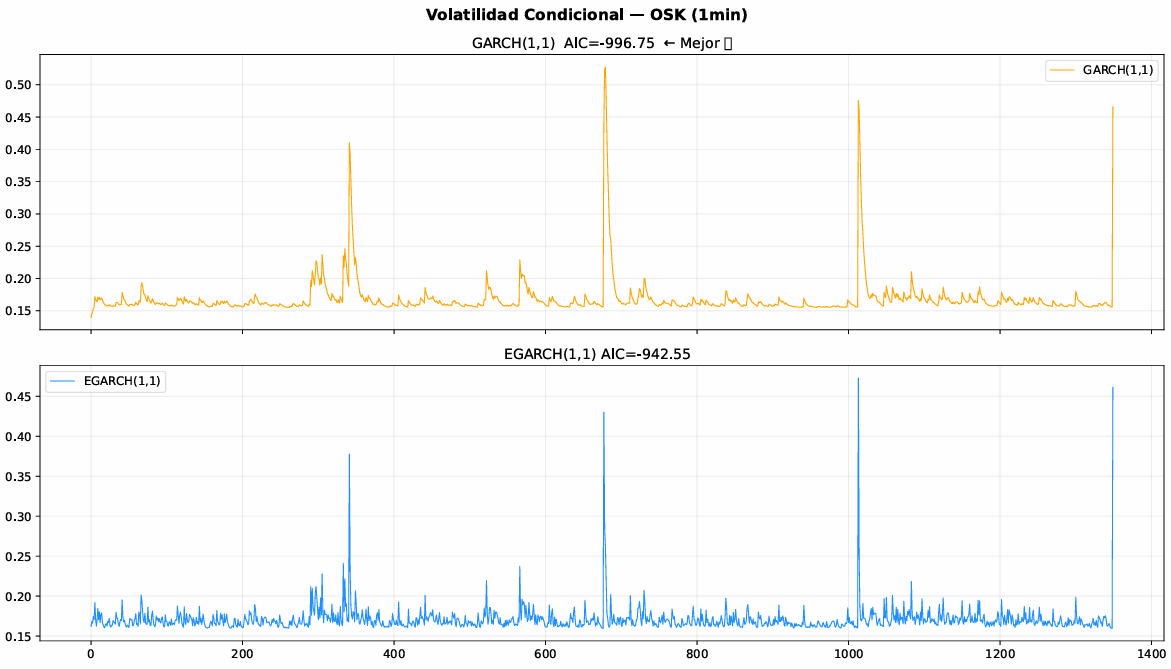 Volatilidad Condicional — OSK (1min)
GARCH(1,1) AIC=-996.75 ← Mejor
GARCH(1,1)
0.50
0.45
0.40
0.35
0.30
0.25
0.20
0.15
EGARCH(1,1) AIC=-942.55
EGARCH(1,1)
0.45
0.40
0.35
0.30
0.25
0.20
0.15
0 200 400 600 800 1000 1200 1400